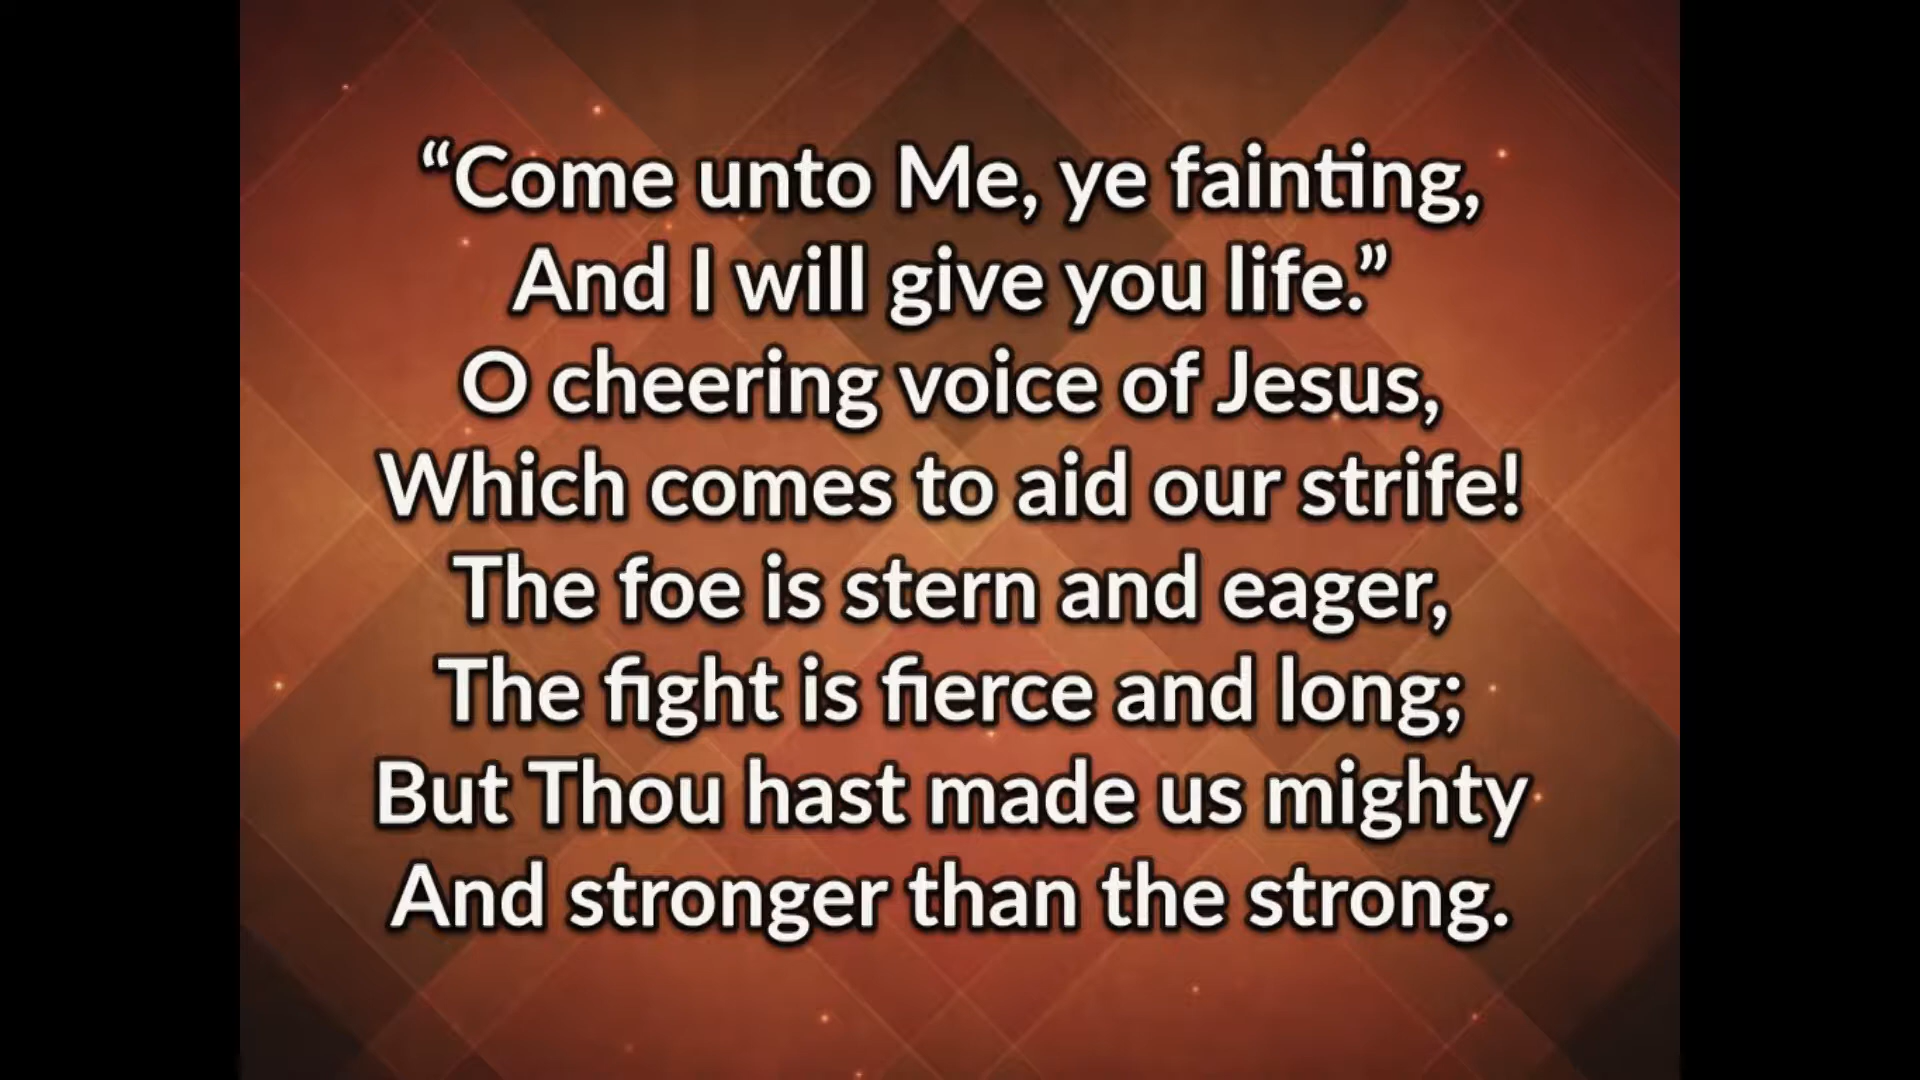 “Come unto Me, ye fainting,
And I will give you life.”
O cheering voice of Jesus,
Which comes to aid our strife!
The foe is stern and eager,
The fight is fierce and long;
But Thou hast made us mighty
And stronger than the strong.